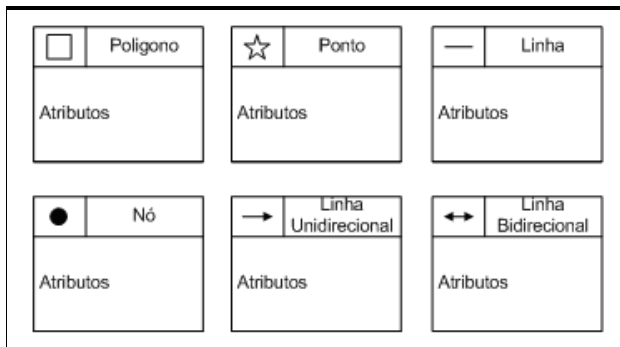 Poligono
Ponto
Linha
Atributos
Atributos
Atributos
Nó
Linha
Unidirecional
Linha
Bidirecional
Atributos
Atributos
Atributos